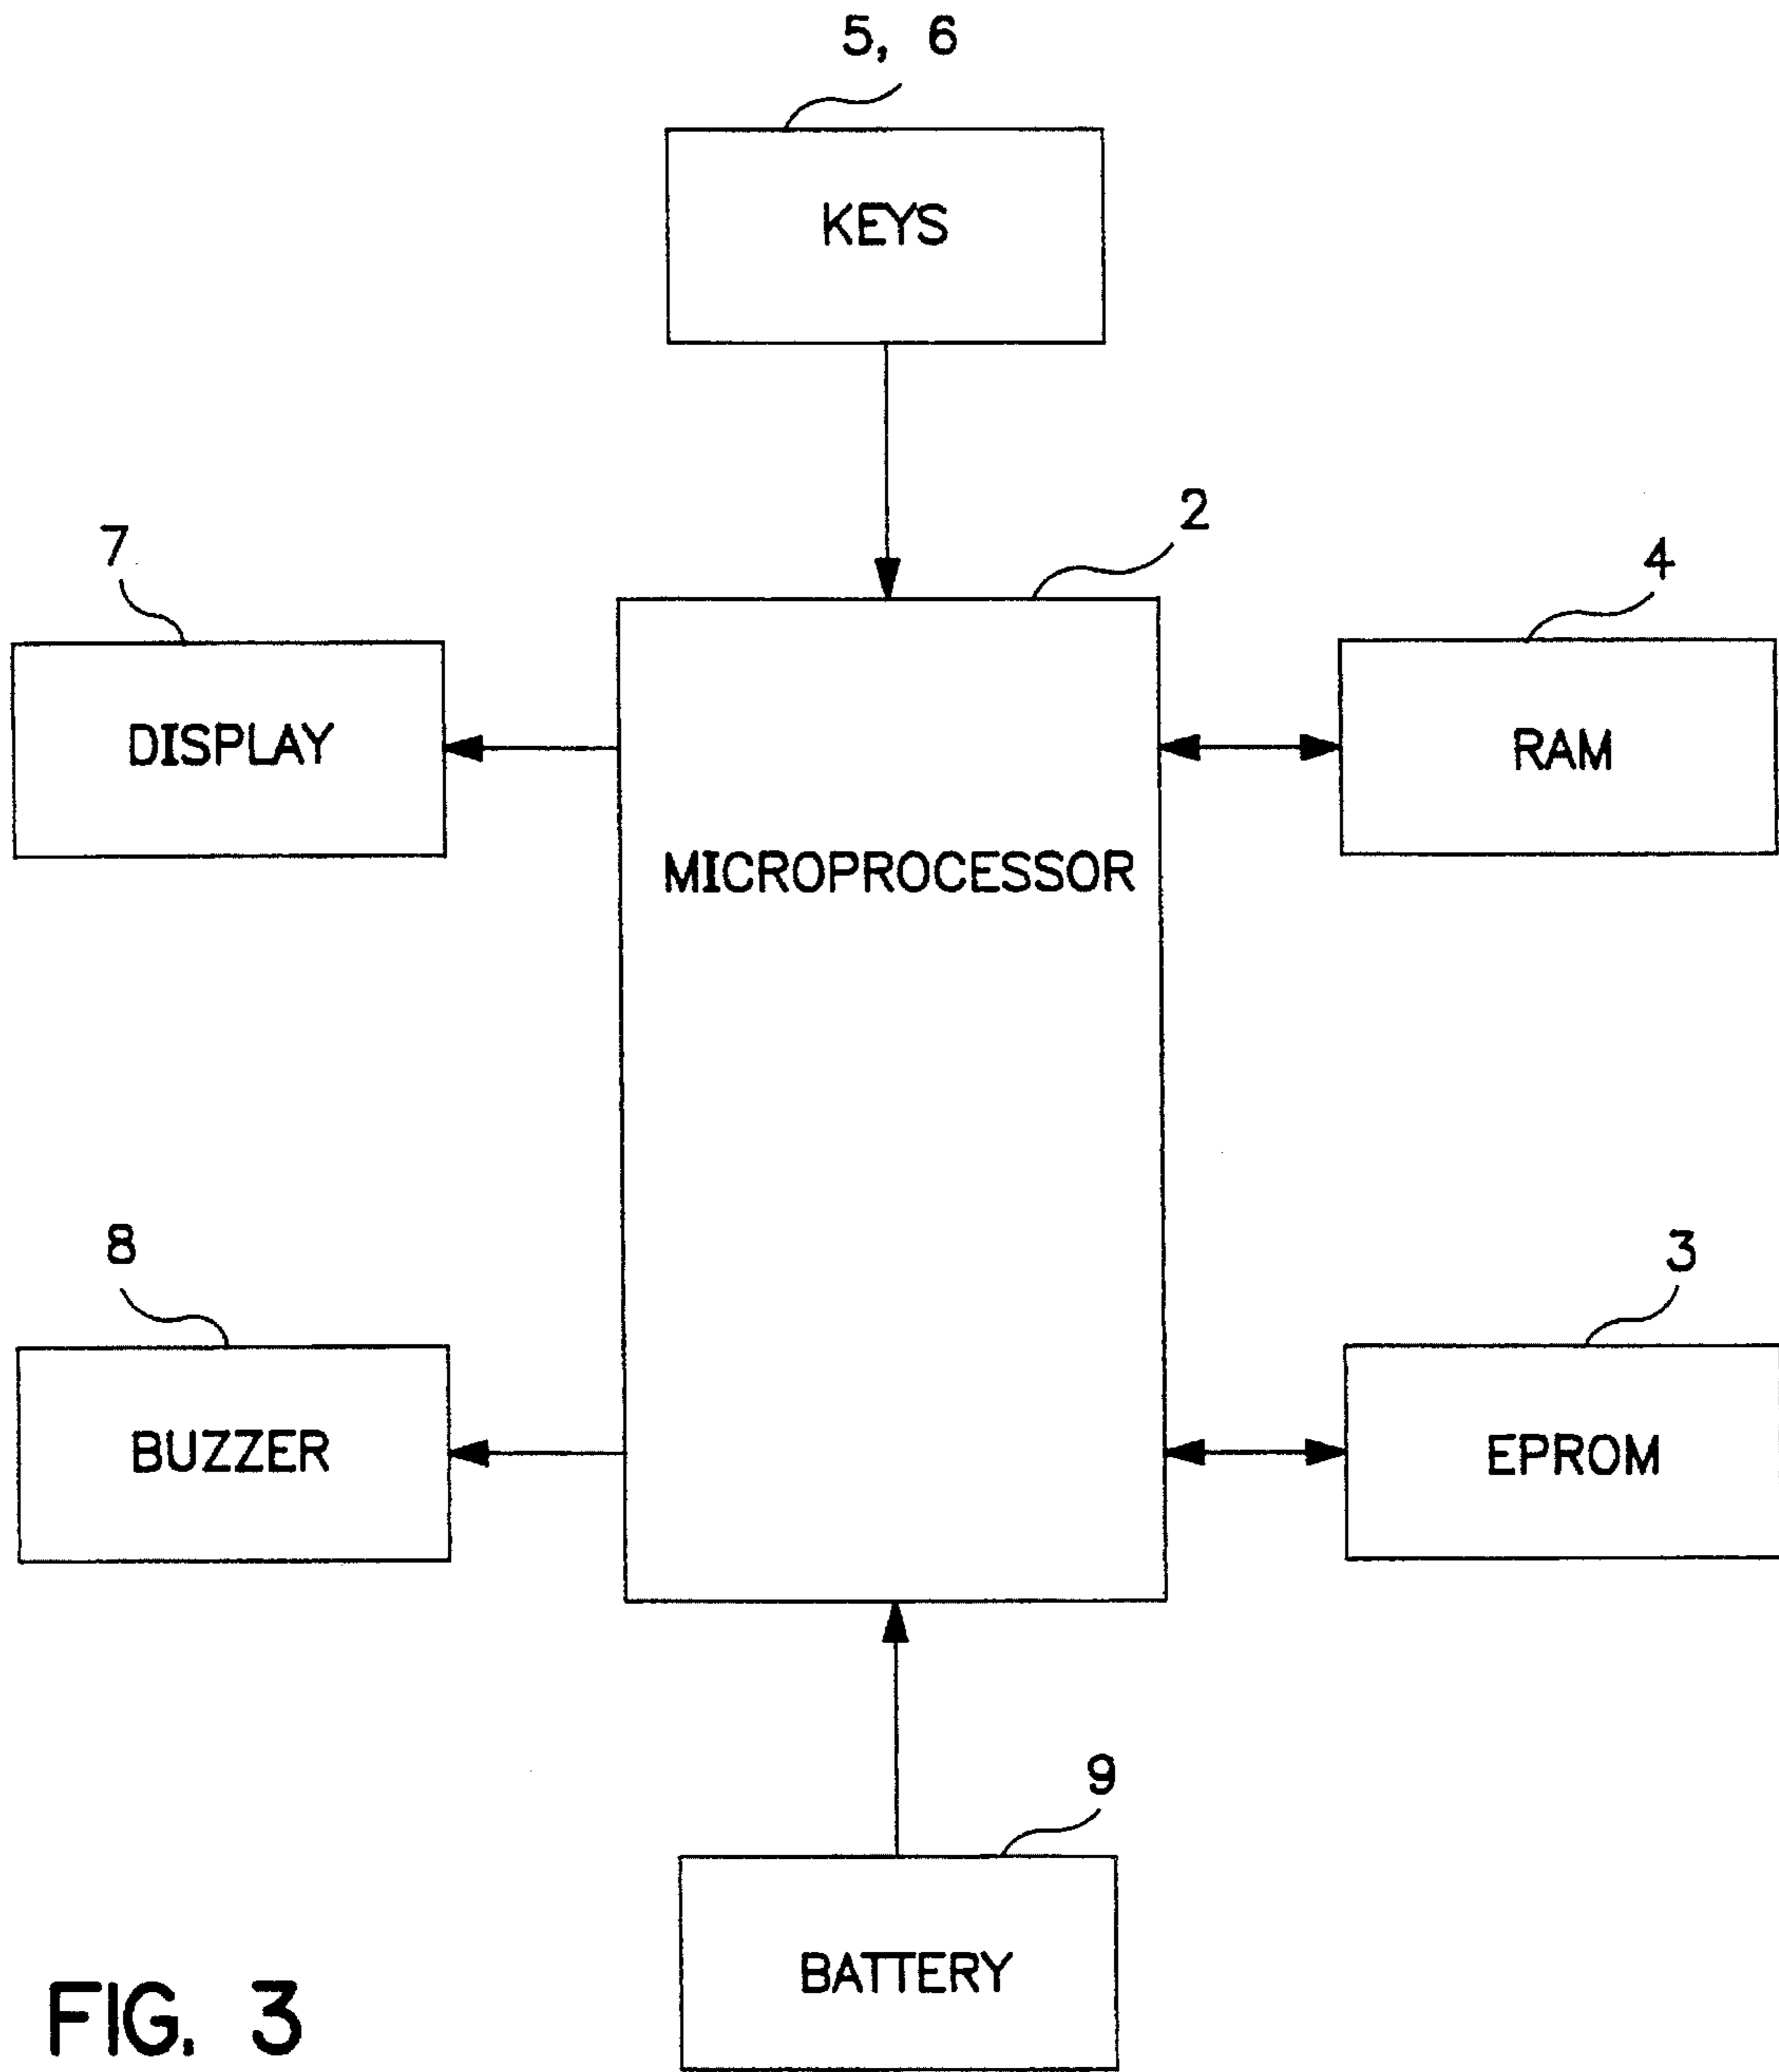 5, 6
KEYS
2
7
4
DISPLAY
RAM
MICROPROCESSOR
8
3
BUZZER
EPROM
9
BATTERY
FIG. 3